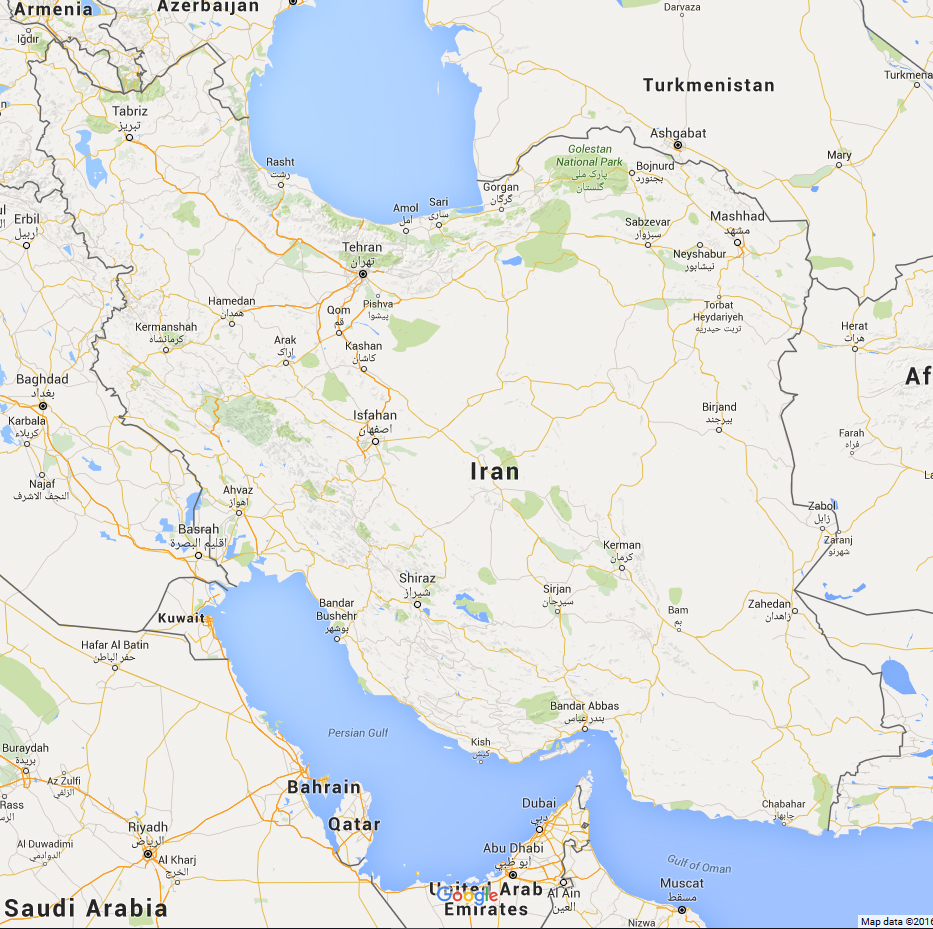 Armenia
Azerbaijan
Darvaza
Iğdır
Turkmenistan
Turkmena
Tabriz
تبریز
Ashgabat
Golestan
National Park
پارک ملی
گلستان
Mary
Rasht
رشت
Bojnurd
بجنورد
Gorgan
گرگان
Amol
آمل
Sari
ساری
Erbil
اربيل
Sabzevar
سبزوار
Mashhad
مشهد
Neyshabur
نیشابور
Tehran
تهران
Hamedan
همدان
Pishva
پیشوا
Qom
قم
Torbat
Heydariyeh
تربت حیدریه
Kermanshah
کرمانشاه
Herat
هرات
Arak
اراک
Kashan
کاشان
Baghdad
بغداد
Af
Karbala
كربلاء
Isfahan
اصفهان
Birjand
بیرجند
Farah
فراه
Iran
Najaf
النجف الاشرف
Ahvaz
اهواز
Zabol
زابل
Basrah
اقليم البصرة
Zaranj
شهرنو
Kerman
کرمان
Shiraz
شیراز
Sirjan
سیرجان
Bandar
Bushehr
بوشهر
Bam
بم
Zahedan
زاهدان
Kuwait
Hafar Al Batin
حفر الباطن
Bandar Abbas
بندرعباس
Persian Gulf
Kish
کیش
Buraydah
بريدة
Az Zulfi
الزلفي
Bahrain
Rass
Chabahar
چابهار
Dubai
دبي
Qatar
Riyadh
الرياض
Al Duwadimi
الدوادمي
Al Kharj
الخرج
Abu Dhabi
أبو ظبي
Gulf of Oman
United Arab
Emirates
Google
Al Ain
العين
Muscat
مسقط
Saudi Arabia
Nizwa
Map data ©2016